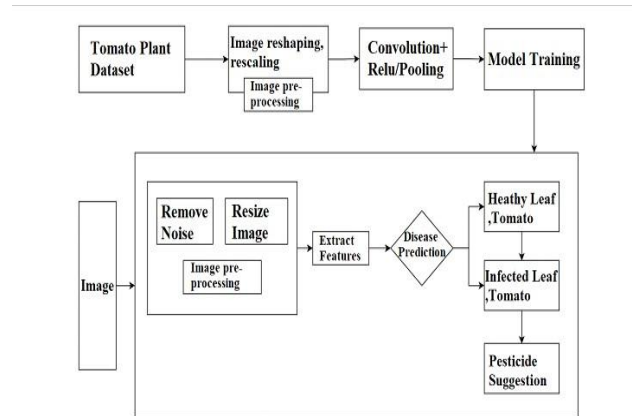 Tomato Plant
Dataset
Image reshaping,
rescaling
Image pre-
processing
Convolution+
Relu/Pooling
Model Training
Image
Remove
Noise
Resize
Image
Image pre-
processing
Extract
Features
Disease
Prediction
Heathy Leaf
,Tomato
Infected Leaf
,Tomato
Pesticide
Suggestion